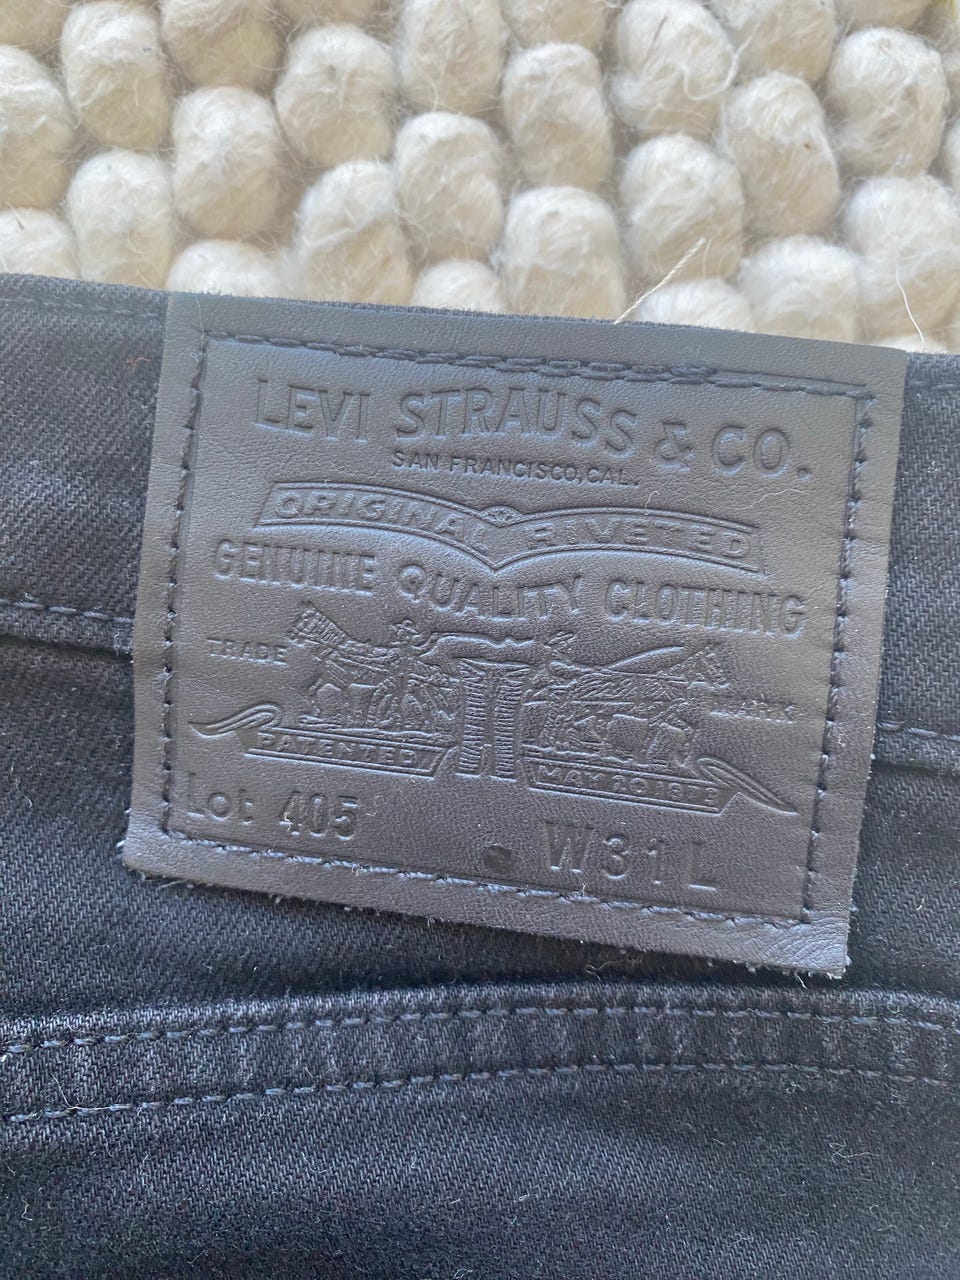 LEVI STRAUSS & CO.
SAN FRANCISCO, CAL.
ORIGINAL RIVETED
GENUINE QUALITY CLOTHING
TRADE MARK
PATENTED MAY 20 1873
Lot 405 W31 L